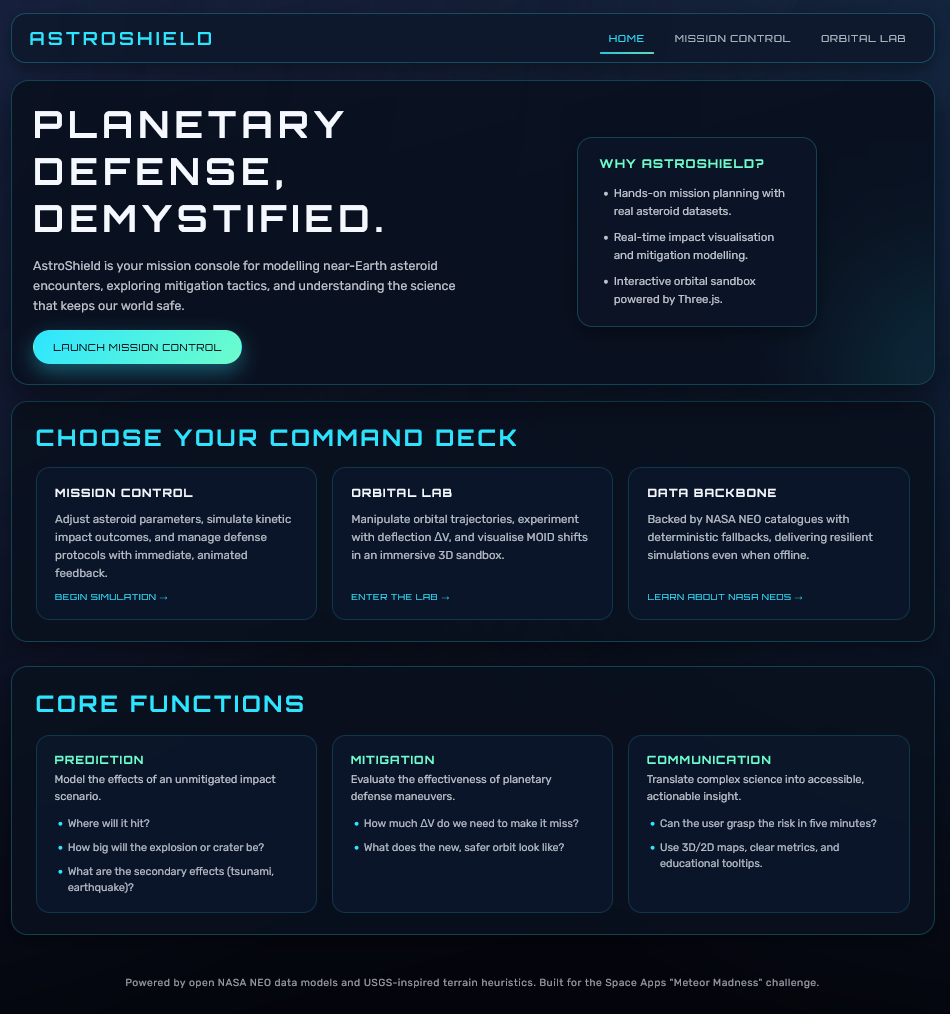 ASTROSHIELD
HOME
MISSION CONTROL
ORBITAL LAB
PLANETARY
DEFENSE,
DEMYSTIFIED.
AstroShield is your mission console for modelling near-Earth asteroid
encounters, exploring mitigation tactics, and understanding the science
that keeps our world safe.
LAUNCH MISSION CONTROL
WHY ASTROSHIELD?
• Hands-on mission planning with
real asteroid datasets.
• Real-time impact visualisation
and mitigation modelling.
• Interactive orbital sandbox
powered by Three.js.
CHOOSE YOUR COMMAND DECK
MISSION CONTROL
Adjust asteroid parameters, simulate kinetic
impact outcomes, and manage defense
protocols with immediate, animated
feedback.
BEGIN SIMULATION →
ORBITAL LAB
Manipulate orbital trajectories, experiment
with deflection ΔV, and visualise MOID shifts
in an immersive 3D sandbox.
ENTER THE LAB →
DATA BACKBONE
Backed by NASA NEO catalogues with
deterministic fallbacks, delivering resilient
simulations even when offline.
LEARN ABOUT NASA NEOS →
CORE FUNCTIONS
PREDICTION
Model the effects of an unmitigated impact
scenario.
• Where will it hit?
• How big will the explosion or crater be?
• What are the secondary effects (tsunami,
earthquake)?
MITIGATION
Evaluate the effectiveness of planetary
defense maneuvers.
• How much ΔV do we need to make it miss?
• What does the new, safer orbit look like?
COMMUNICATION
Translate complex science into accessible,
actionable insight.
• Can the user grasp the risk in five minutes?
• Use 3D/2D maps, clear metrics, and
educational tooltips.
Powered by open NASA NEO data models and USGS-inspired terrain heuristics. Built for the Space Apps "Meteor Madness" challenge.